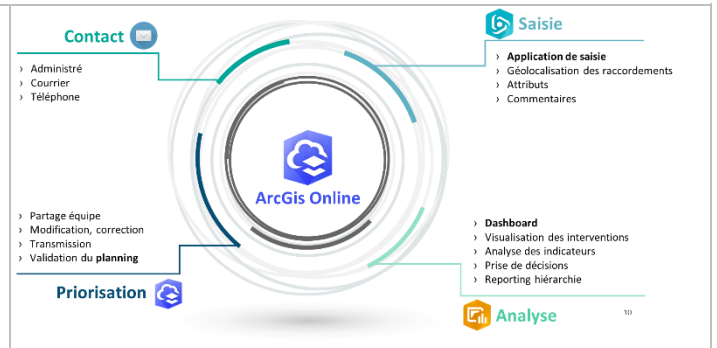 Contact
› Administré
› Courrier
› Téléphone
Saisie
› Application de saisie
› Géolocalisation des raccordements
› Attributs
› Commentaires
ArcGis Online
› Partage équipe
› Modification, correction
› Transmission
› Validation du planning
Priorisation
› Dashboard
› Visualisation des interventions
› Analyse des indicateurs
› Prise de décisions
› Reporting hiérarchie
Analyse
10